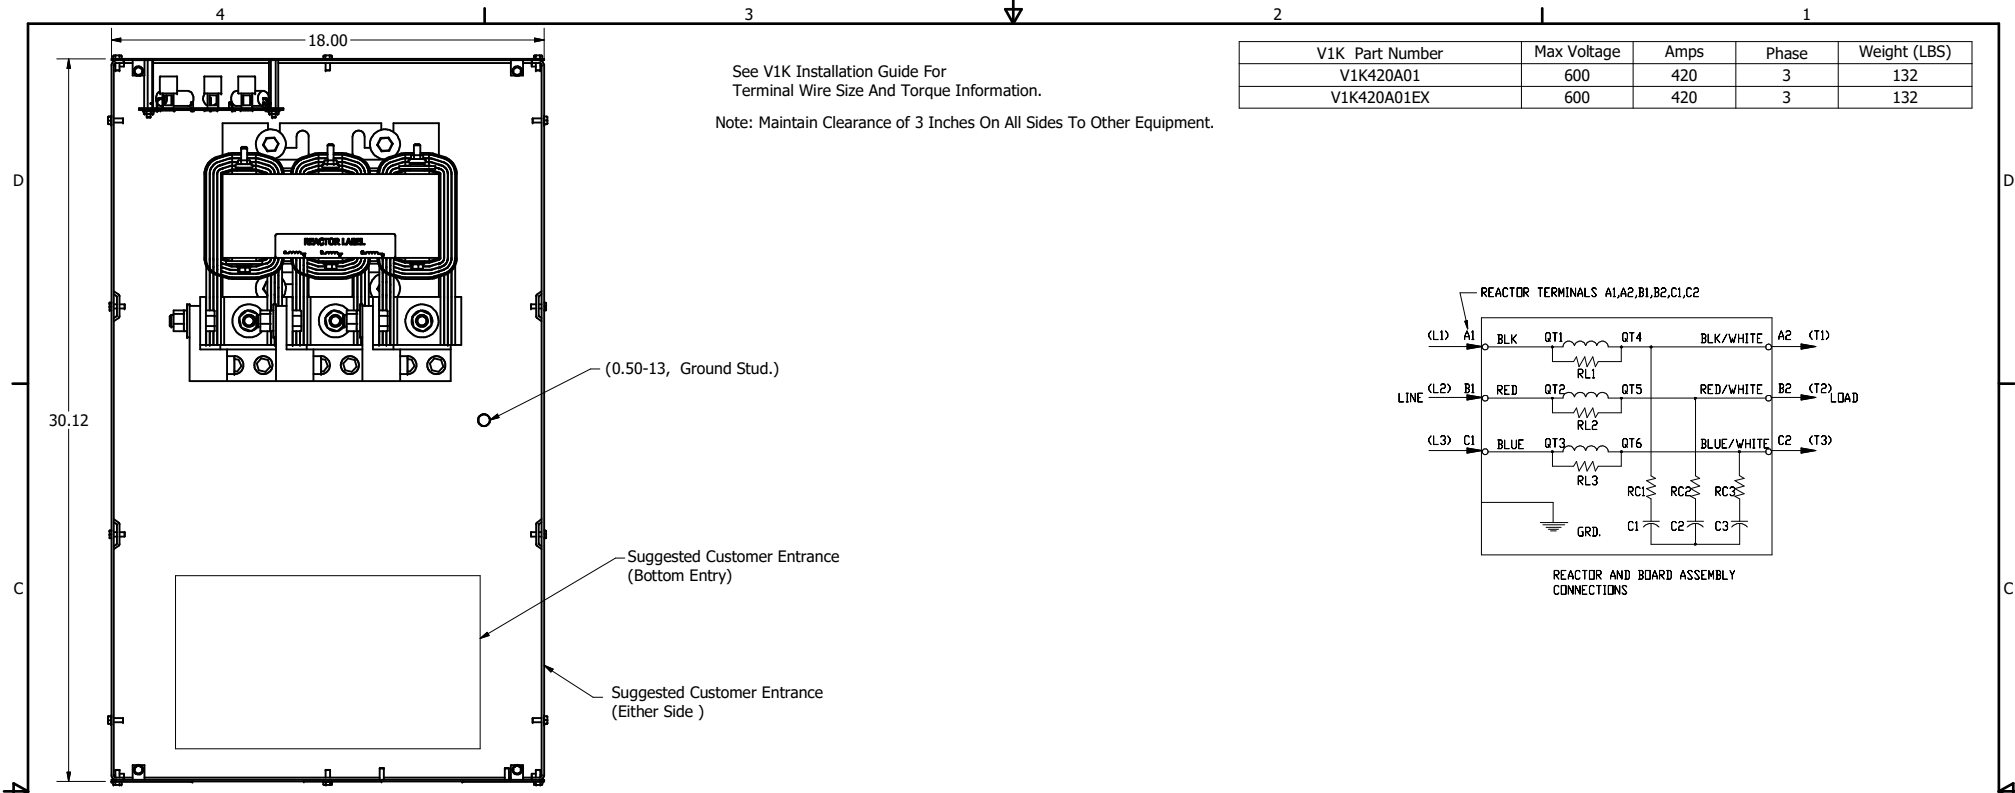 4 3 2 1
18.00
30.12
D D
C C
See V1K Installation Guide For
Terminal Wire Size And Torque Information.
Note: Maintain Clearance of 3 Inches On All Sides To Other Equipment.
V1K Part Number Max Voltage Amps Phase Weight (LBS)
V1K420A01 600 420 3 132
V1K420A01EX 600 420 3 132
REACTOR LABEL
(0.50-13, Ground Stud.)
Suggested Customer Entrance
(Bottom Entry)
Suggested Customer Entrance
(Either Side )
REACTOR TERMINALS A1,A2,B1,B2,C1,C2
(L1) A1 BLK QT1 QT4 BLK/WHITE A2 (T1)
RL1
LINE (L2) B1 RED QT2 QT5 RED/WHITE B2 (T2) LOAD
RL2
(L3) C1 BLUE QT3 QT6 BLUE/WHITE C2 (T3)
RL3
RC1 RC2 RC3
GRD. C1 C2 C3
REACTOR AND BOARD ASSEMBLY
CONNECTIONS